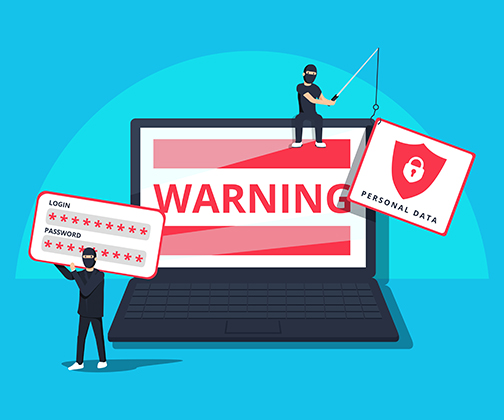 WARNING
PERSONAL DATA
LOGIN
*********
PASSWORD
*********